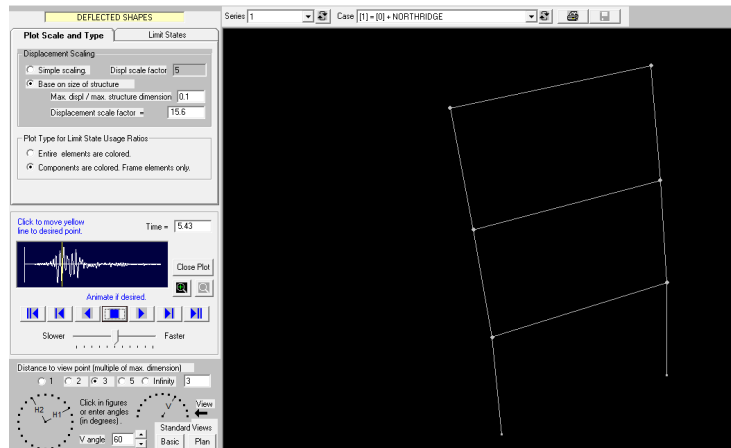 DEFLECTED SHAPES
Series 1 Case [1] = [0] + NORTHRIDGE
Plot Scale and Type Limit States
Displacement Scaling
Simple scaling. Displ scale factor 5
Base on size of structure
Max. displ / max. structure dimension 0.1
Displacement scale factor = 15.6
Plot Type for Limit State Usage Ratios
Entire elements are colored.
Components are colored. Frame elements only.
Click to move yellow
line to desired point.
Time = 5.43
Close Plot
Animate if desired.
Slower Faster
Distance to view point (multiple of max. dimension)
1 2 3 5 Infinity 3
H2 H1
Click in figures
or enter angles
(in degrees).
V
View
V angle 60
Standard Views
Basic Plan